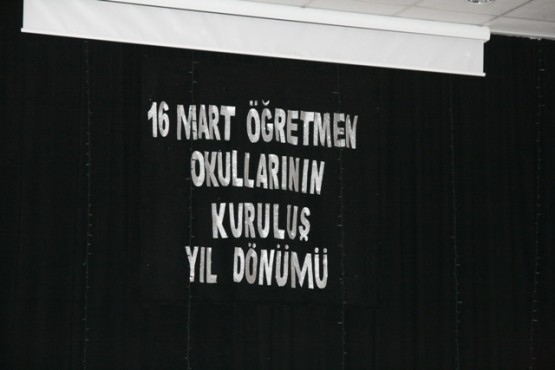 16 MART ÖĞRETMEN
OKULLARININ
KURULUŞ
YIL DÖNÜMÜ